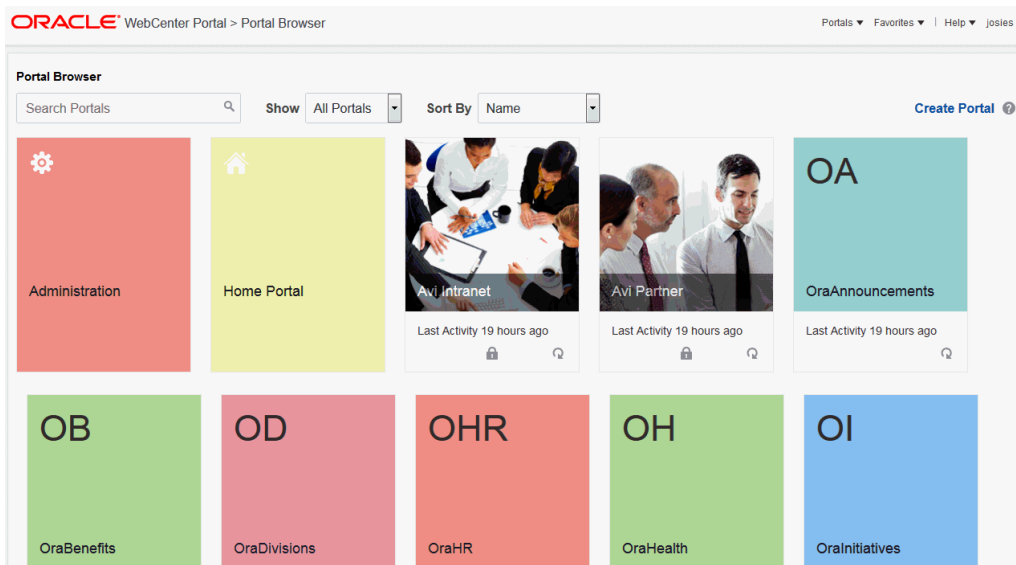 ORACLE® WebCenter Portal > Portal Browser
Portals ▼ Favorites ▼ | Help ▼ josies
Portal Browser
Search Portals Show All Portals Sort By Name Create Portal ?
OA
Administration Home Portal Avi Intranet Avi Partner OraAnnouncements
Last Activity 19 hours ago Last Activity 19 hours ago Last Activity 19 hours ago
OB OD OHR OH OI
OraBenefits OraDivisions OraHR OraHealth OraInitiatives